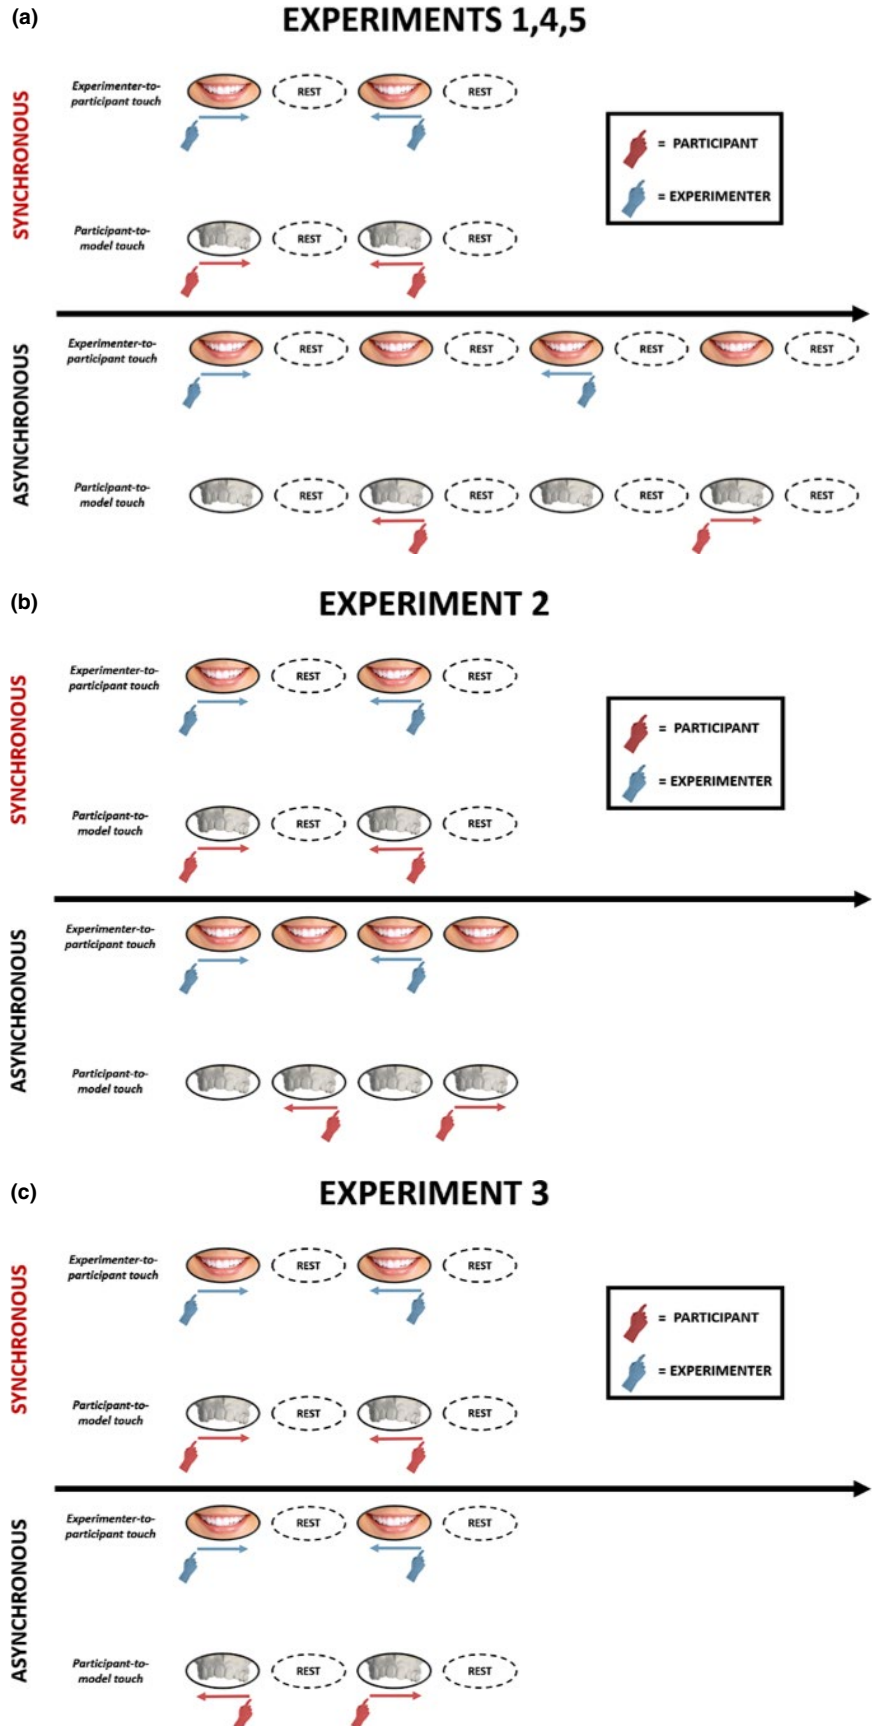 (a)
EXPERIMENTS 1,4,5
SYNCHRONOUS
Experimenter-to-
participant touch
REST
REST
= PARTICIPANT
= EXPERIMENTER
Participant-to-
model touch
REST
REST
ASYNCHRONOUS
Experimenter-to-
participant touch
REST
REST
REST
REST
Participant-to-
model touch
REST
REST
REST
REST
(b)
EXPERIMENT 2
SYNCHRONOUS
Experimenter-to-
participant touch
REST
REST
= PARTICIPANT
= EXPERIMENTER
Participant-to-
model touch
REST
REST
ASYNCHRONOUS
Experimenter-to-
participant touch
Participant-to-
model touch
(c)
EXPERIMENT 3
SYNCHRONOUS
Experimenter-to-
participant touch
REST
REST
= PARTICIPANT
= EXPERIMENTER
Participant-to-
model touch
REST
REST
ASYNCHRONOUS
Experimenter-to-
participant touch
REST
REST
Participant-to-
model touch
REST
REST